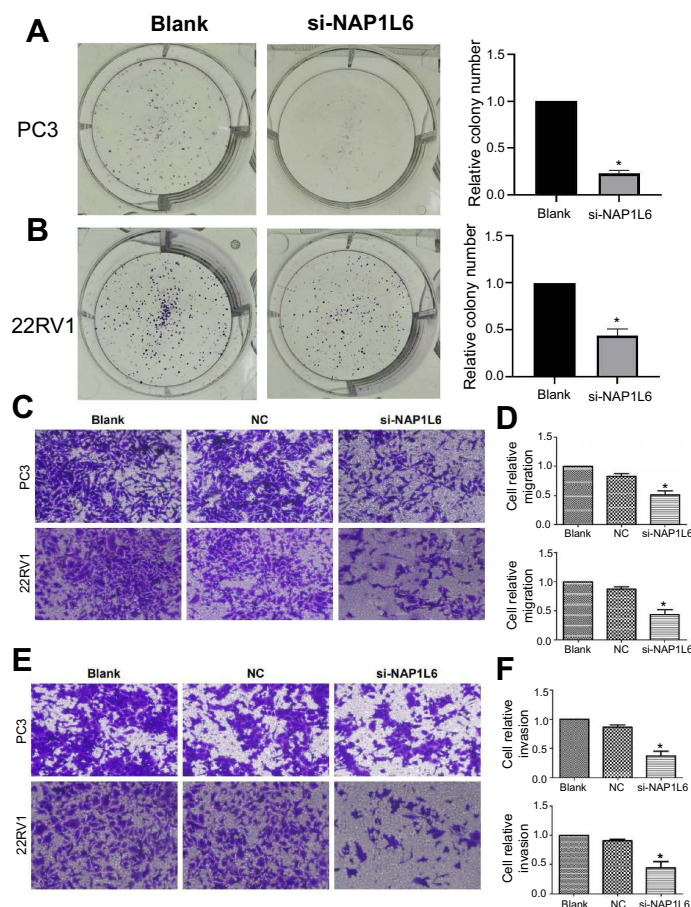 Blank
si-NAP1L6
A
PC3
Relative colony number
1.5
1.0
0.5
0.0
*
Blank
si-NAP1L6
B
22RV1
Relative colony number
1.5
1.0
0.5
0.0
*
Blank
si-NAP1L6
C
Blank
NC
si-NAP1L6
PC3
22RV1
D
Cell relative
migration
1.5
1.0
0.5
0.0
*
Blank
NC
si-NAP1L6
Cell relative
migration
1.5
1.0
0.5
0.0
*
Blank
NC
si-NAP1L6
E
Blank
NC
si-NAP1L6
PC3
22RV1
F
Cell relative
invasion
1.5
1.0
0.5
0.0
*
Blank
NC
si-NAP1L6
Cell relative
invasion
1.5
1.0
0.5
0.0
*
Blank
NC
si-NAP1L6